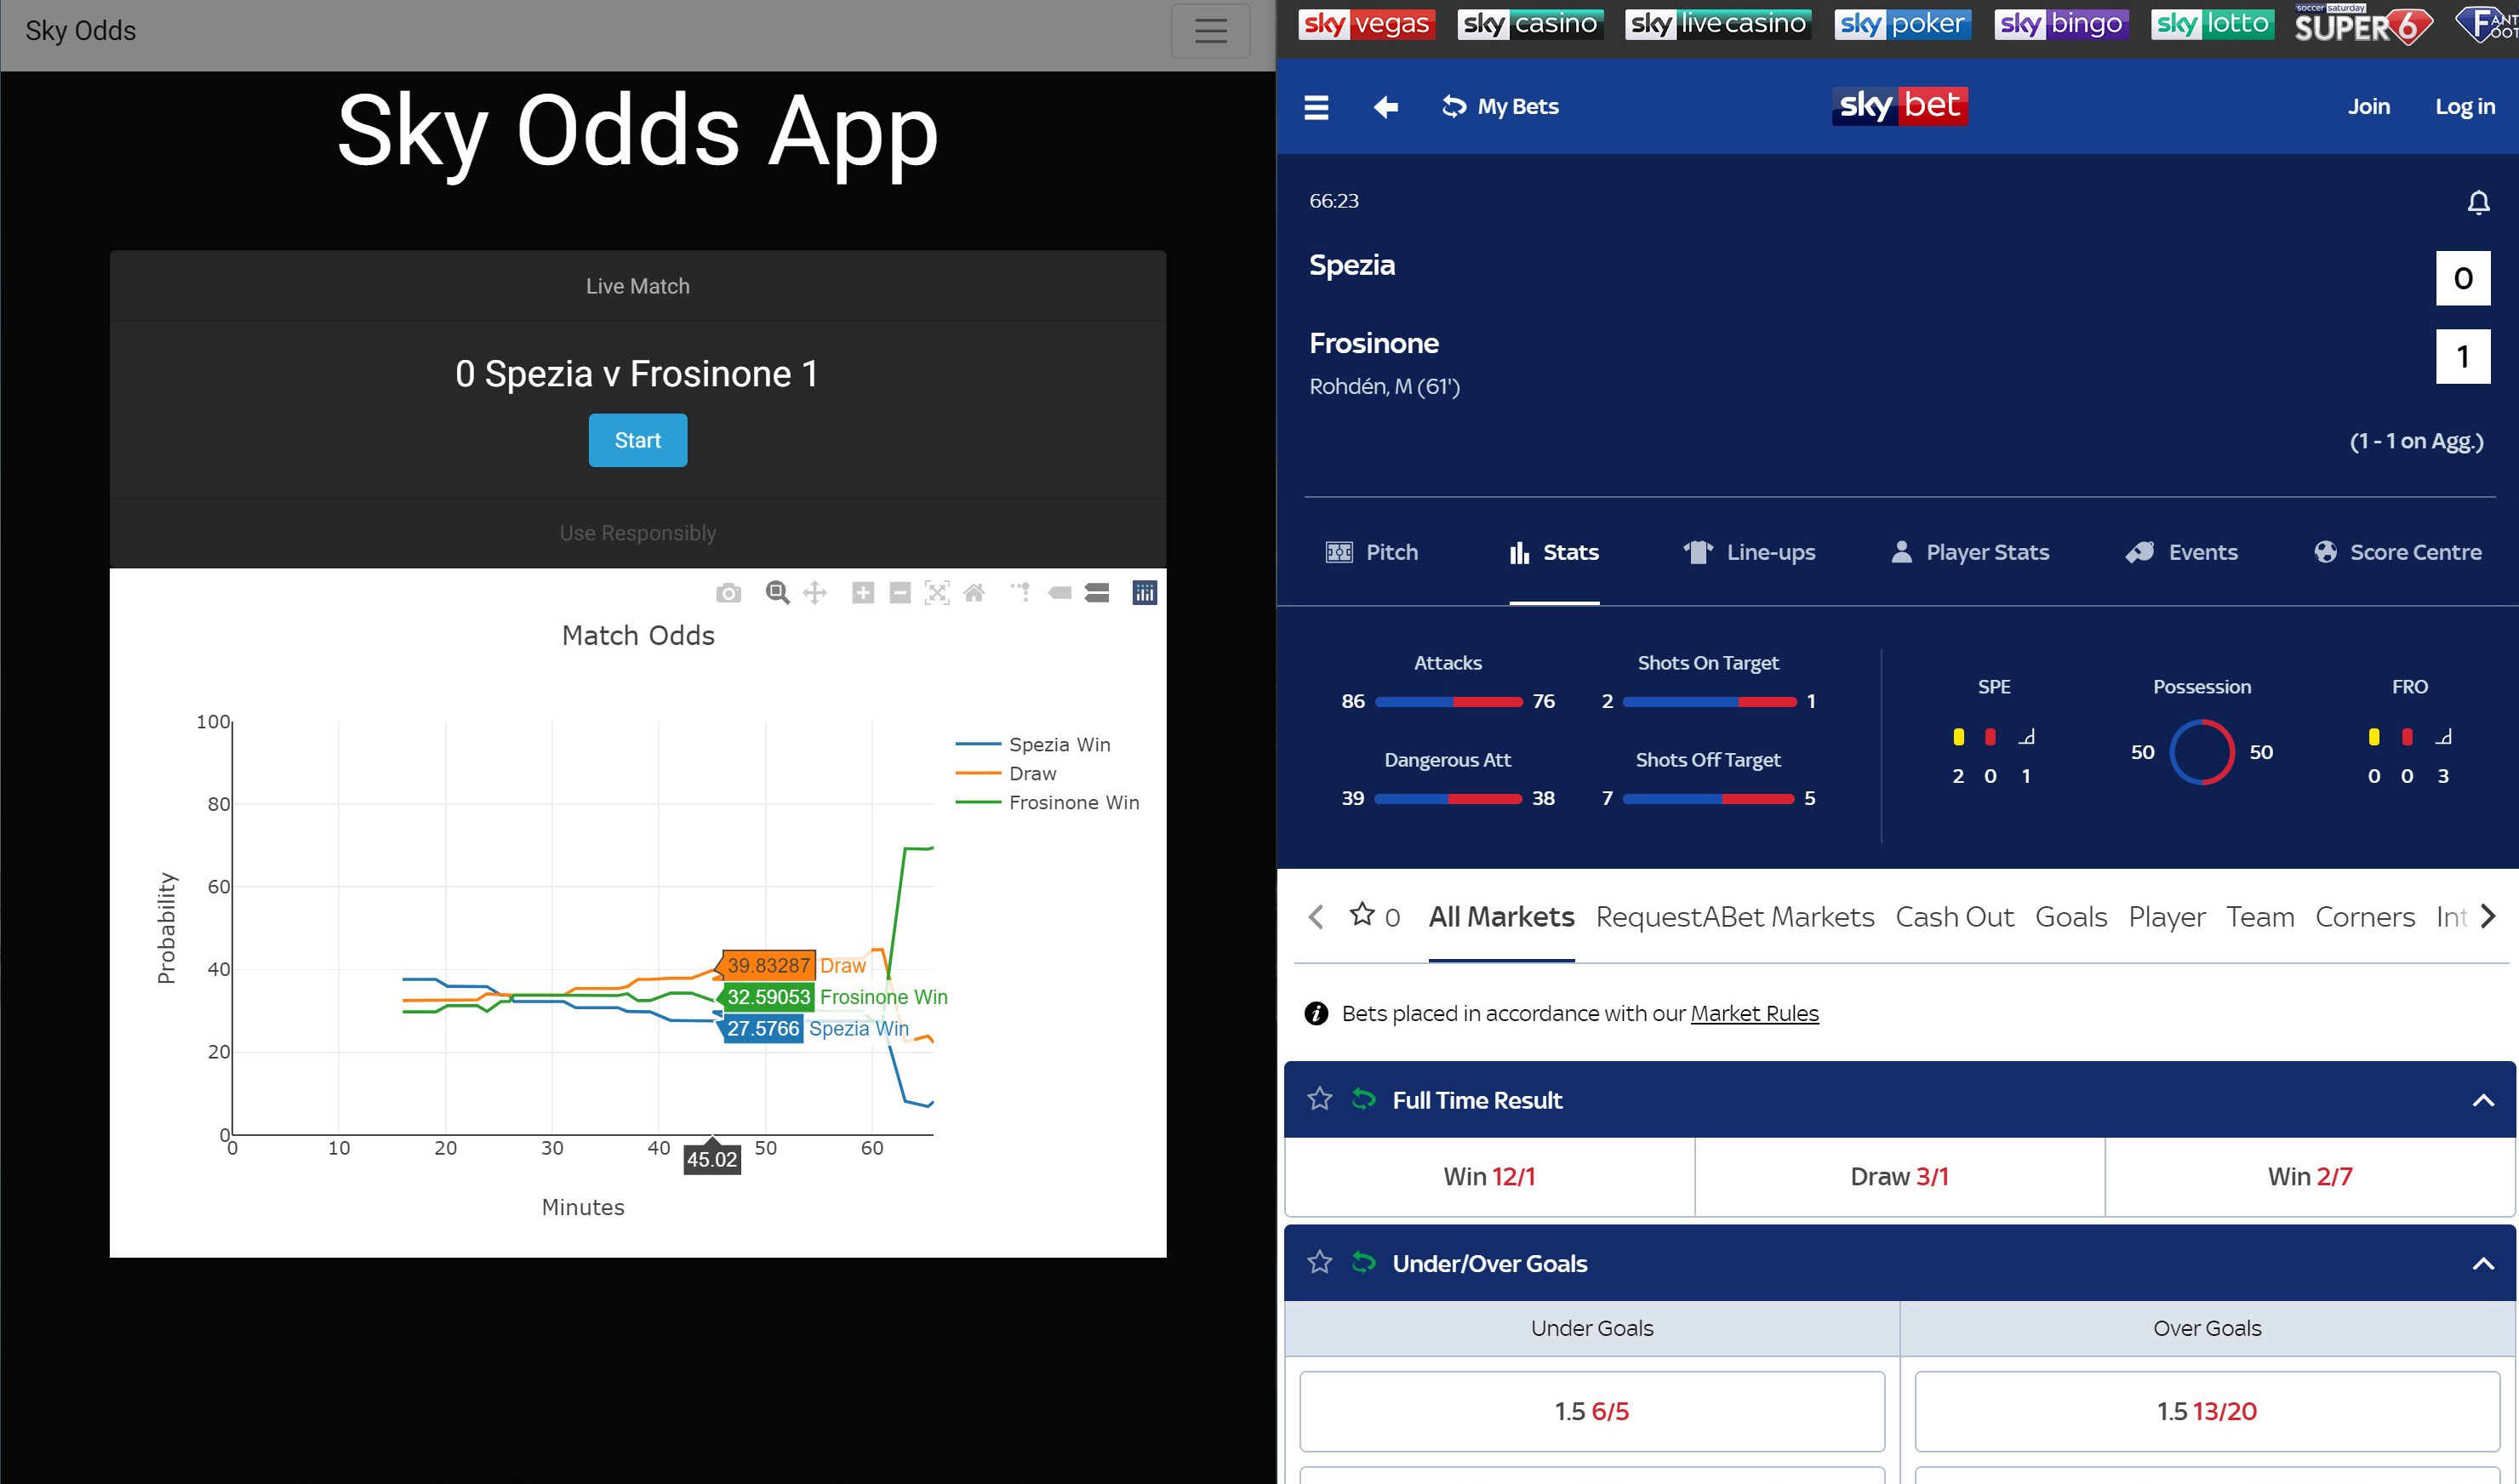 Sky Odds
Sky Odds App
Live Match
0 Spezia v Frosinone 1
Start
Use Responsibly
Match Odds
100
80
60
40
20
0
Probability
Spezia Win
Draw
Frosinone Win
39.83287 Draw
32.59053 Frosinone Win
27.5766 Spezia Win
0 10 20 30 40 50 60
45.02
Minutes
sky vegas sky casino sky live casino sky poker sky bingo sky lotto soccer saturday SUPER 6
My Bets
sky bet
Join
Log in
66:23
Spezia
0
Frosinone
1
Rohdén, M (61')
(1 - 1 on Agg.)
Pitch Stats Line-ups Player Stats Events Score Centre
Attacks
86 76
Shots On Target
2 1
Dangerous Att
39 38
Shots Off Target
7 5
SPE
2 0 1
Possession
50 50
FRO
0 0 3
0 All Markets RequestABet Markets Cash Out Goals Player Team Corners Int
Bets placed in accordance with our Market Rules
Full Time Result
Win 12/1 Draw 3/1 Win 2/7
Under/Over Goals
Under Goals Over Goals
1.5 6/5 1.5 13/20